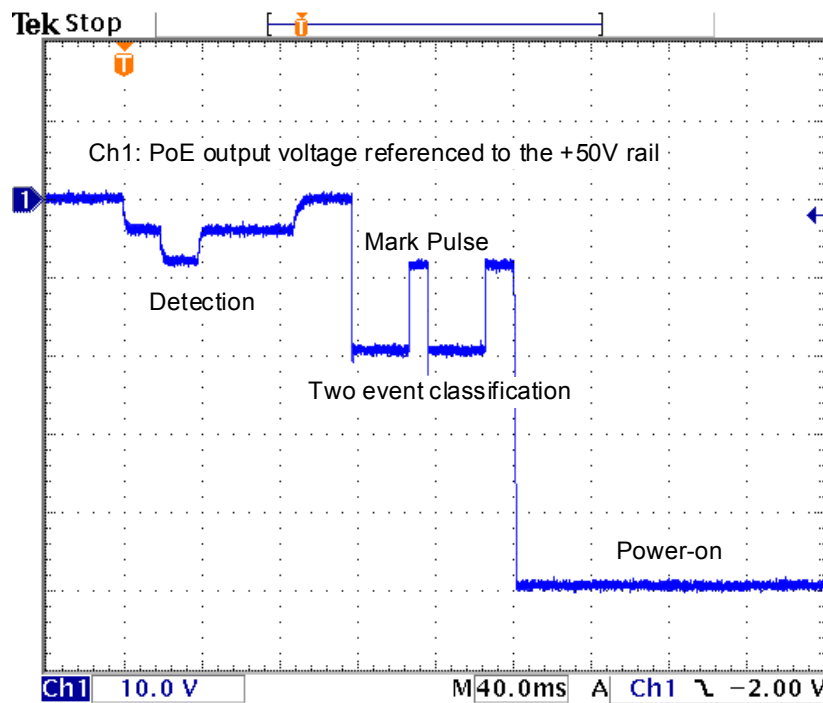 Tek Stop
T
T
Ch1: PoE output voltage referenced to the +50V rail
1
Mark Pulse
Detection
Two event classification
Power-on
Ch1 10.0 V M 40.0ms A Ch1 −2.00 V